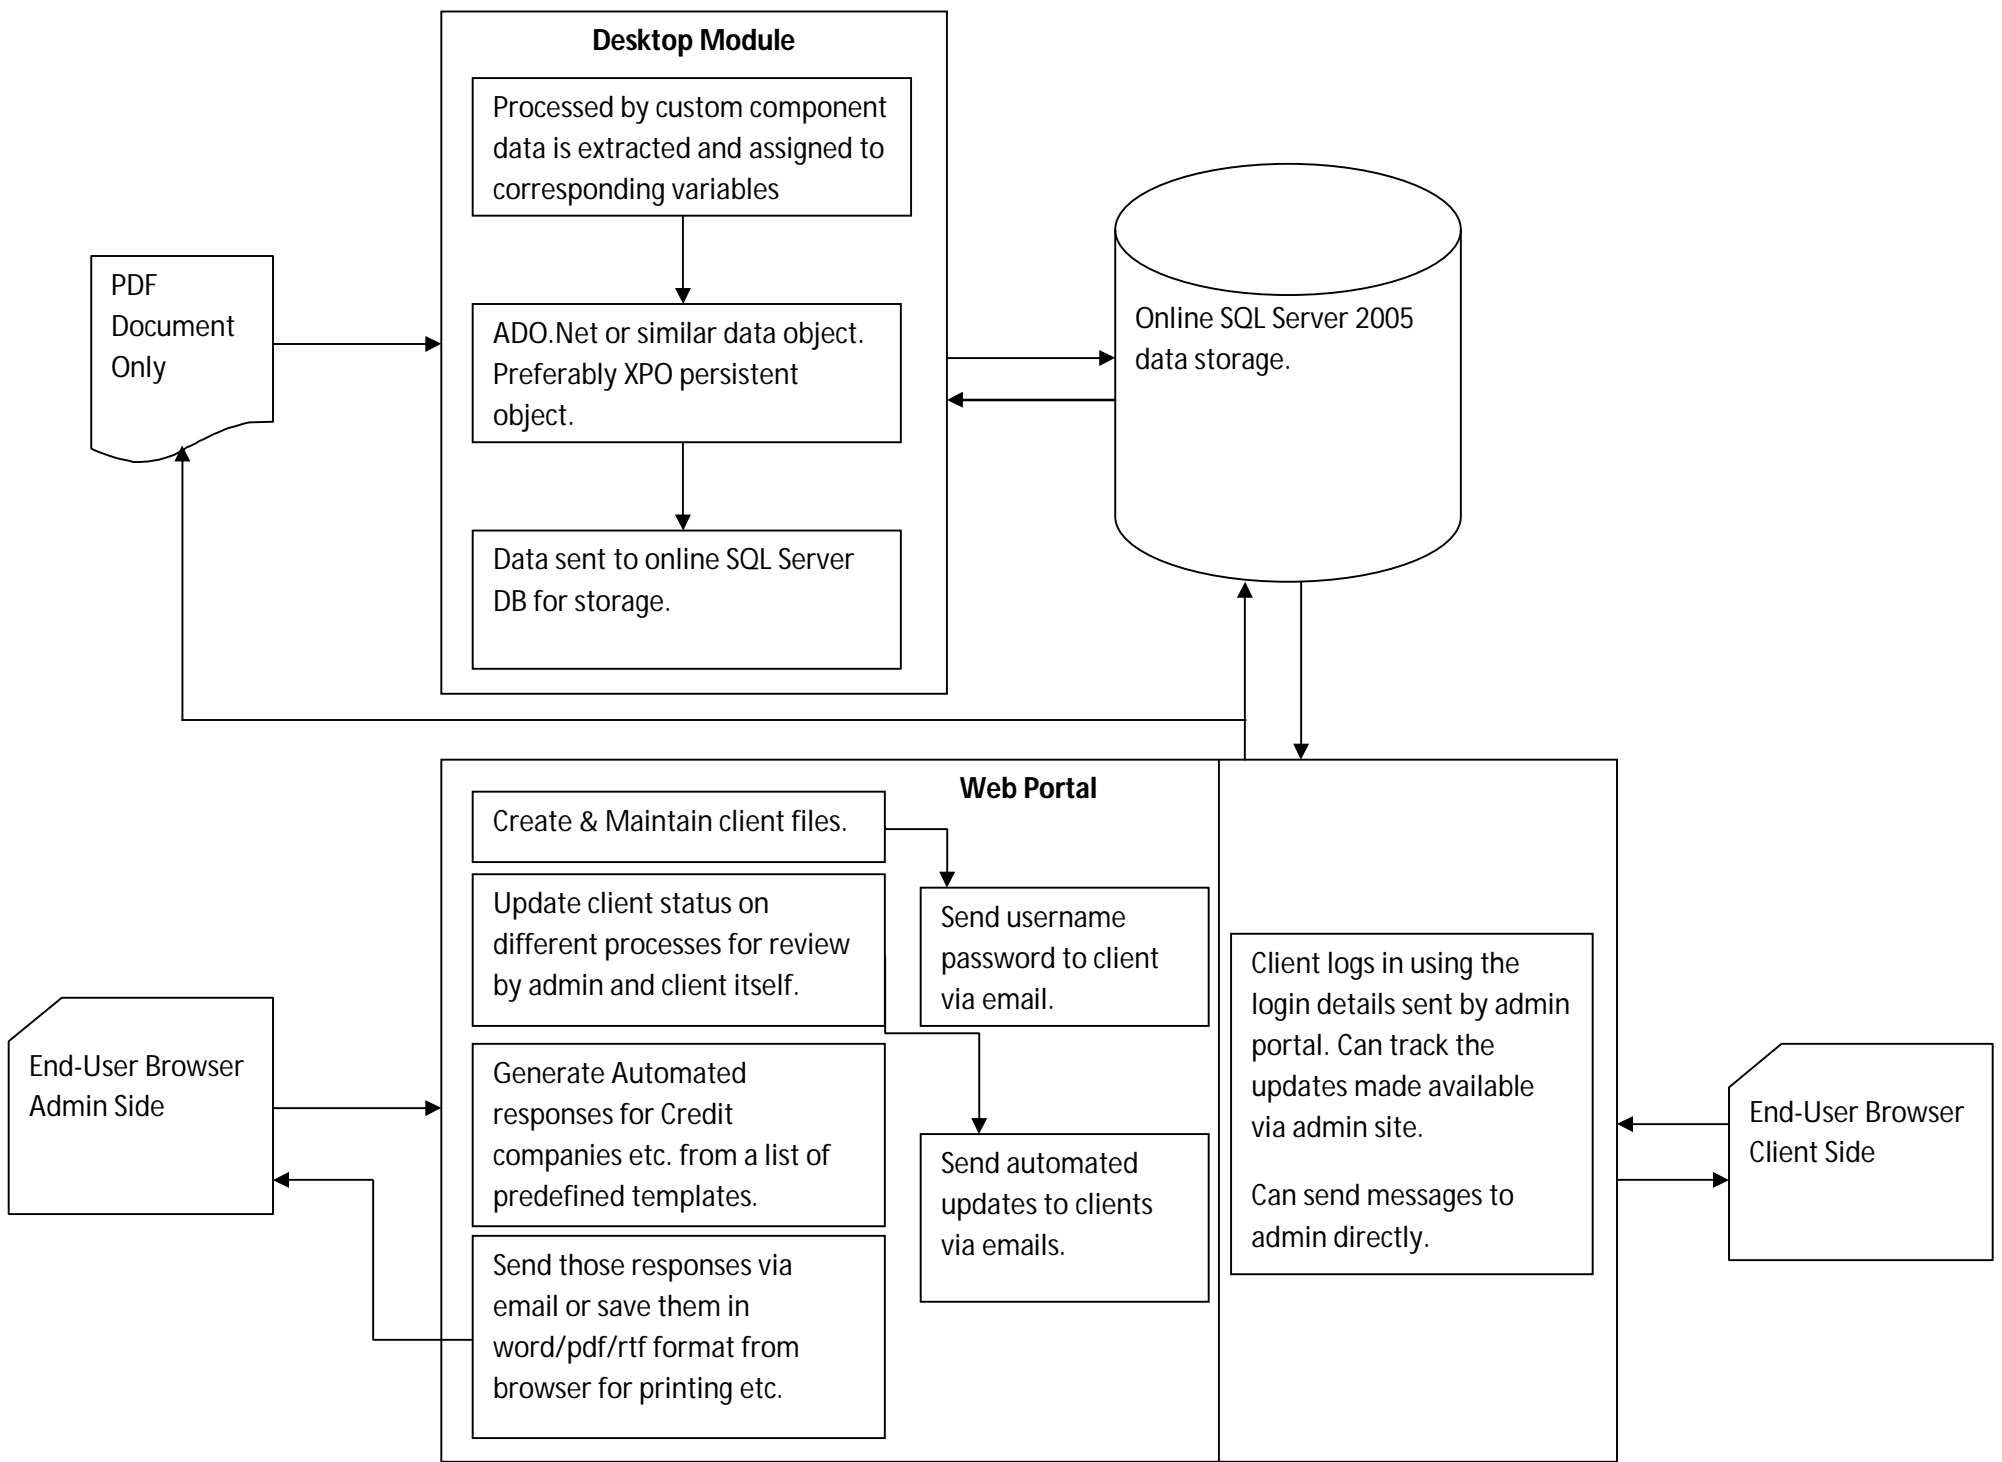 Desktop Module
Processed by custom component
data is extracted and assigned to
corresponding variables
PDF
Document
Only
ADO.Net or similar data object.
Preferably XPO persistent
object.
Online SQL Server 2005
data storage.
Data sent to online SQL Server
DB for storage.
Web Portal
Create & Maintain client files.
Update client status on
different processes for review
by admin and client itself.
Send username
password to client
via email.
Client logs in using the
login details sent by admin
portal. Can track the
updates made available
via admin site.
Can send messages to
admin directly.
End-User Browser
Admin Side
Generate Automated
responses for Credit
companies etc. from a list of
predefined templates.
Send automated
updates to clients
via emails.
End-User Browser
Client Side
Send those responses via
email or save them in
word/pdf/rtf format from
browser for printing etc.